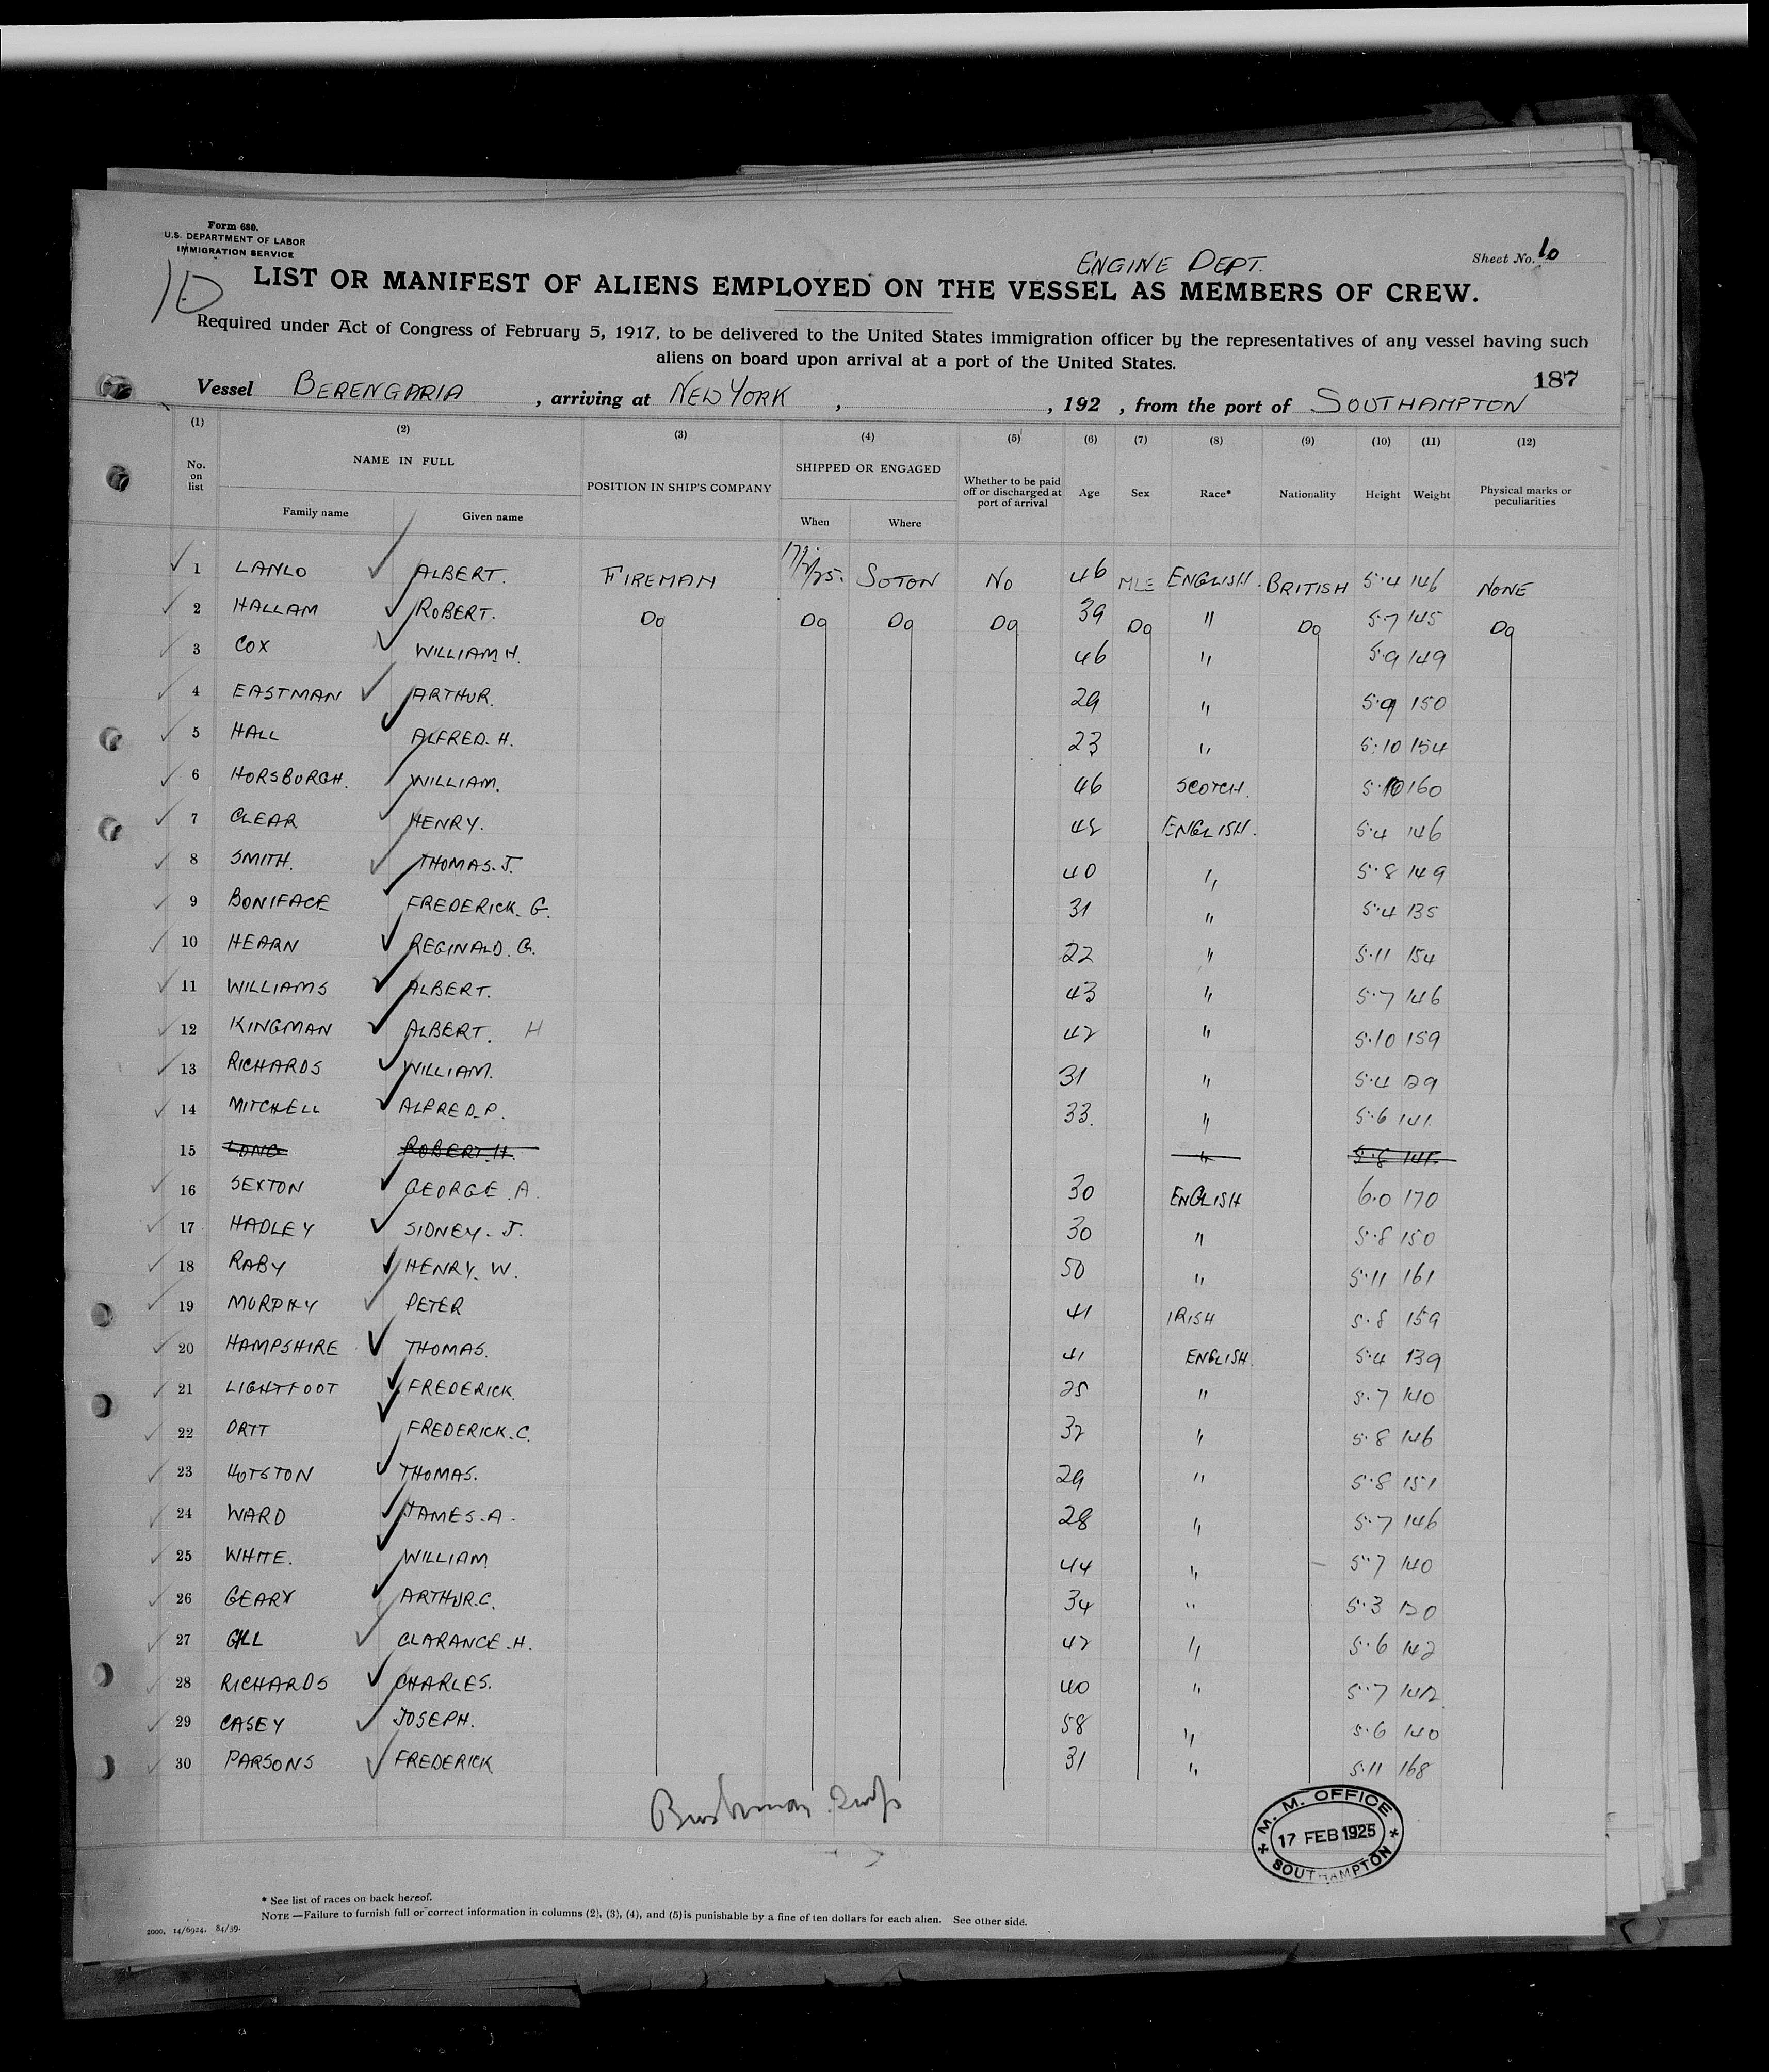 Form 680.
U.S. DEPARTMENT OF LABOR
IMMIGRATION SERVICE
10
ENGINE DEPT.
Sheet No. 10
LIST OR MANIFEST OF ALIENS EMPLOYED ON THE VESSEL AS MEMBERS OF CREW.
Required under Act of Congress of February 5, 1917, to be delivered to the United States immigration officer by the representatives of any vessel having such
aliens on board upon arrival at a port of the United States.
187
Vessel BERENGARIA, arriving at NEW YORK, , 192 , from the port of SOUTHAMPTON
(1) (2) (3) (4) (5) (6) (7) (8) (9) (10) (11) (12)
No. on list NAME IN FULL POSITION IN SHIP'S COMPANY SHIPPED OR ENGAGED Whether to be paid off or discharged at port of arrival Age Sex Race* Nationality Height Weight Physical marks or peculiarities
Family name Given name When Where
1 LANLO ALBERT. FIREMAN 17/2/25. SOTON NO 46 MLE ENGLISH. BRITISH 5.4 146 NONE
2 HALLAM ROBERT. Do Do Do Do 39 Do " Do 5.7 145 Do
3 COX WILLIAM H. 46 " 5.9 149
4 EASTMAN ARTHUR. 29 " 5.9 150
5 HALL ALFRED. H. 23 " 5.10 154
6 HORSBURGH. WILLIAM. 46 SCOTCH. 5.10 160
7 CLEAR HENRY. 42 ENGLISH. 5.4 146
8 SMITH. THOMAS. J. 40 " 5.8 149
9 BONIFACE FREDERICK. G. 31 " 5.4 135
10 HEARN REGINALD. G. 22 " 5.11 154
11 WILLIAMS ALBERT. 43 " 5.7 146
12 KINGMAN ALBERT. H 42 " 5.10 159
13 RICHARDS WILLIAM. 31 " 5.4 129
14 MITCHELL ALFRED. P. 33. " 5.6 141.
15 LONG ROBERT. H. " 5.8
16 SEXTON GEORGE. A. 30 ENGLISH 6.0 170
17 HADLEY SIDNEY. J. 30 " 5.8 150
18 RABY HENRY. W. 50 " 5.11 161
19 MURPHY PETER 41 IRISH 5.8 159
20 HAMPSHIRE THOMAS. 41 ENGLISH. 5.4 139
21 LIGHTFOOT FREDERICK. 25 " 5.7 140
22 ORTT FREDERICK. C. 32 " 5.8 146
23 HOTSTON THOMAS. 29 " 5.8 151
24 WARD JAMES. A. 28 " 5.7 146
25 WHITE. WILLIAM 44 " 5.7 140
26 GEARY ARTHUR. C. 34 " 5.3 120
27 GILL CLARANCE. H. 42 " 5.6 142
28 RICHARDS CHARLES. 40 " 5.7 142
29 CASEY JOSEPH. 58 " 5.6 140
30 PARSONS FREDERICK 31 " 5.11 168
M. M. OFFICE
17 FEB 1925
SOUTHAMPTON
* See list of races on back hereof.
NOTE —Failure to furnish full or correct information in columns (2), (3), (4), and (5) is punishable by a fine of ten dollars for each alien. See other side.
2000. 14/6924. 84/39.